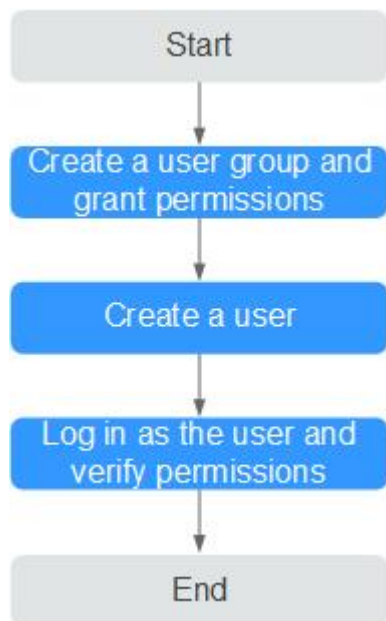 Start
Create a user group and
grant permissions
Create a user
Log in as the user and
verify permissions
End